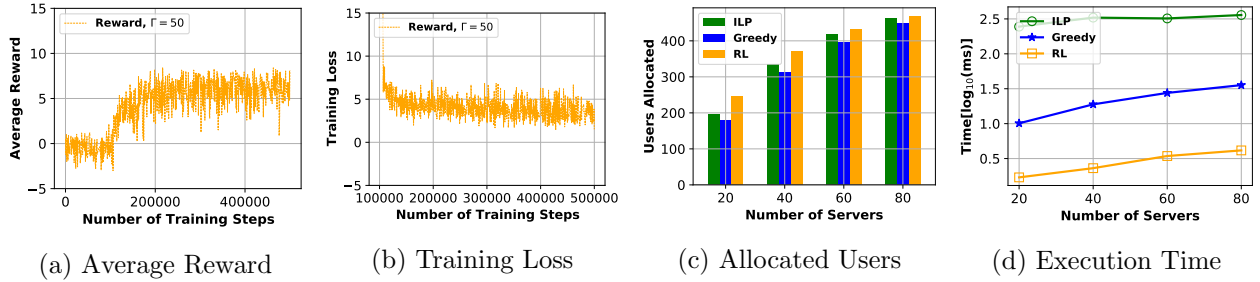 15
10
5
0
−5
Average Reward
Reward, Γ = 50
0
200000
400000
Number of Training Steps
(a) Average Reward
15
10
5
0
−5
Training Loss
Reward, Γ = 50
100000
200000
300000
400000
500000
Number of Training Steps
(b) Training Loss
400
300
200
100
0
Users Allocated
ILP
Greedy
RL
20
40
60
80
Number of Servers
(c) Allocated Users
2.5
2.0
1.5
1.0
0.5
Time[log10(ms)]
ILP
Greedy
RL
20
40
60
80
Number of Servers
(d) Execution Time